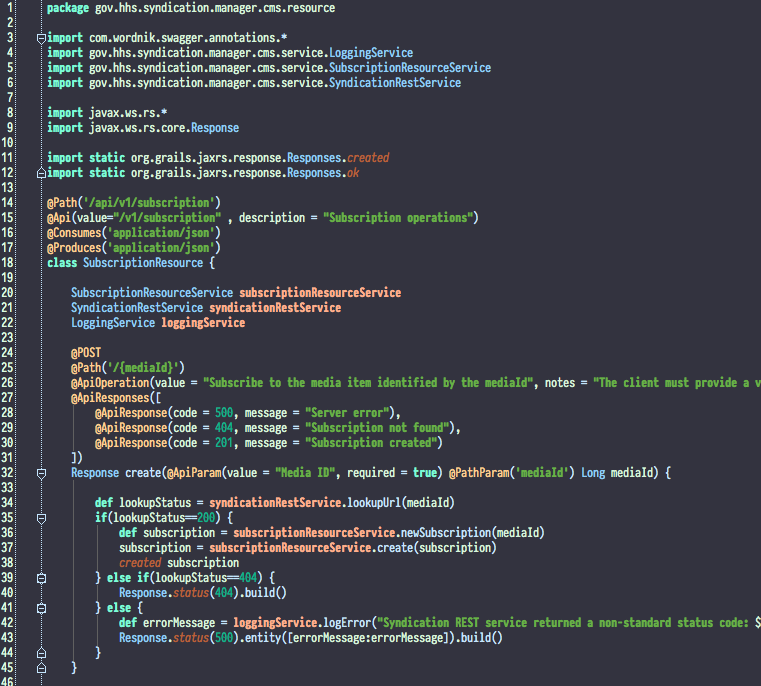 1 package gov.hhs.syndication.manager.cms.resource
2
3 import com.wordnik.swagger.annotations.*
4 import gov.hhs.syndication.manager.cms.service.LoggingService
5 import gov.hhs.syndication.manager.cms.service.SubscriptionResourceService
6 import gov.hhs.syndication.manager.cms.service.SyndicationRestService
7
8 import javax.ws.rs.*
9 import javax.ws.rs.core.Response
10
11 import static org.grails.jaxrs.response.Responses.created
12 import static org.grails.jaxrs.response.Responses.ok
13
14 @Path('/api/v1/subscription')
15 @Api(value="/v1/subscription" , description = "Subscription operations")
16 @Consumes('application/json')
17 @Produces('application/json')
18 class SubscriptionResource {
19
20     SubscriptionResourceService subscriptionResourceService
21     SyndicationRestService syndicationRestService
22     LoggingService loggingService
23
24     @POST
25     @Path('/{mediaId}')
26     @ApiOperation(value = "Subscribe to the media item identified by the mediaId", notes = "The client must provide a v
27     @ApiResponses([
28         @ApiResponse(code = 500, message = "Server error"),
29         @ApiResponse(code = 404, message = "Subscription not found"),
30         @ApiResponse(code = 201, message = "Subscription created")
31     ])
32     Response create(@ApiParam(value = "Media ID", required = true) @PathParam('mediaId') Long mediaId) {
33
34         def lookupStatus = syndicationRestService.lookupUrl(mediaId)
35         if(lookupStatus==200) {
36             def subscription = subscriptionResourceService.newSubscription(mediaId)
37             subscription = subscriptionResourceService.create(subscription)
38             created subscription
39         } else if(lookupStatus==404) {
40             Response.status(404).build()
41         } else {
42             def errorMessage = loggingService.logError("Syndication REST service returned a non-standard status code: $
43             Response.status(500).entity([errorMessage:errorMessage]).build()
44         }
45     }
46